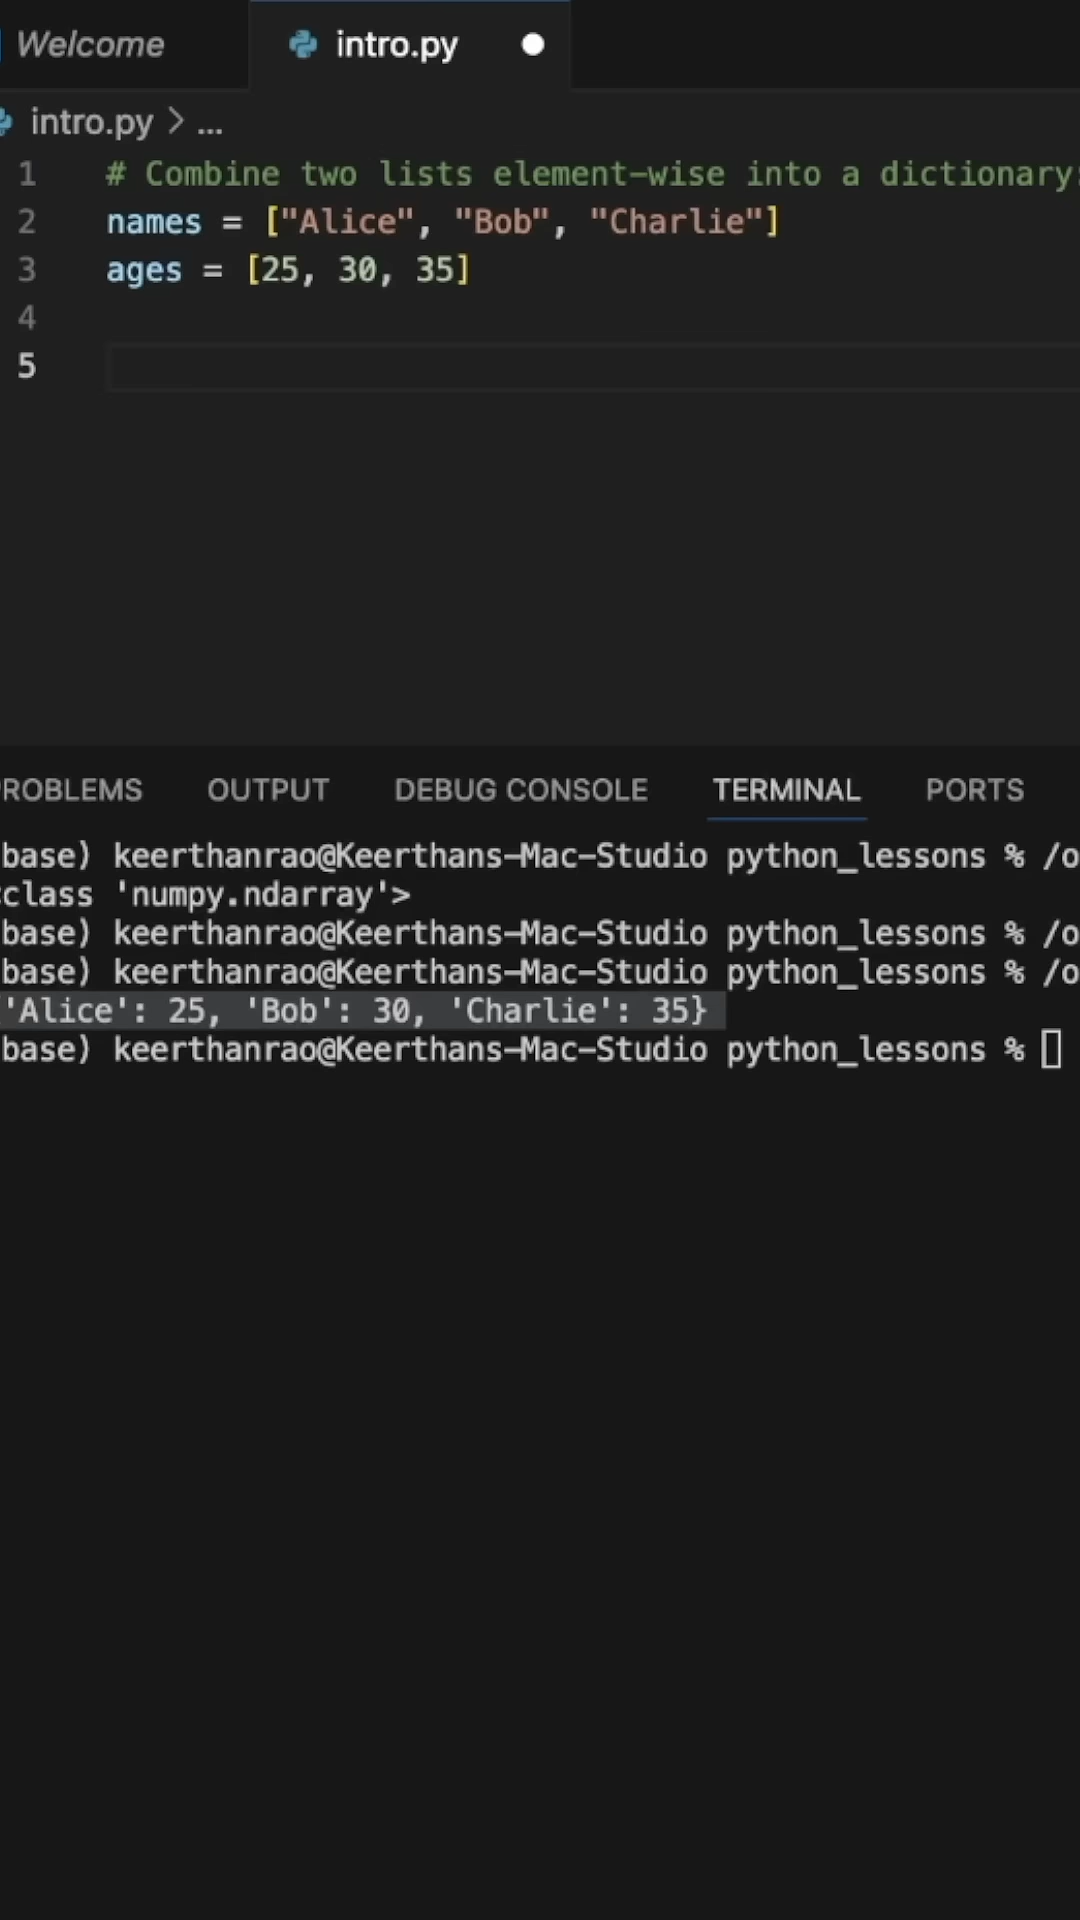 Welcome
intro.py
intro.py > ...
1 # Combine two lists element-wise into a dictionary
2 names = ["Alice", "Bob", "Charlie"]
3 ages = [25, 30, 35]
4
5
ROBLEMS OUTPUT DEBUG CONSOLE TERMINAL PORTS
base) keerthanrao@Keerthans-Mac-Studio python_lessons % /o
class 'numpy.ndarray'>
base) keerthanrao@Keerthans-Mac-Studio python_lessons % /o
base) keerthanrao@Keerthans-Mac-Studio python_lessons % /o
'Alice': 25, 'Bob': 30, 'Charlie': 35}
base) keerthanrao@Keerthans-Mac-Studio python_lessons %